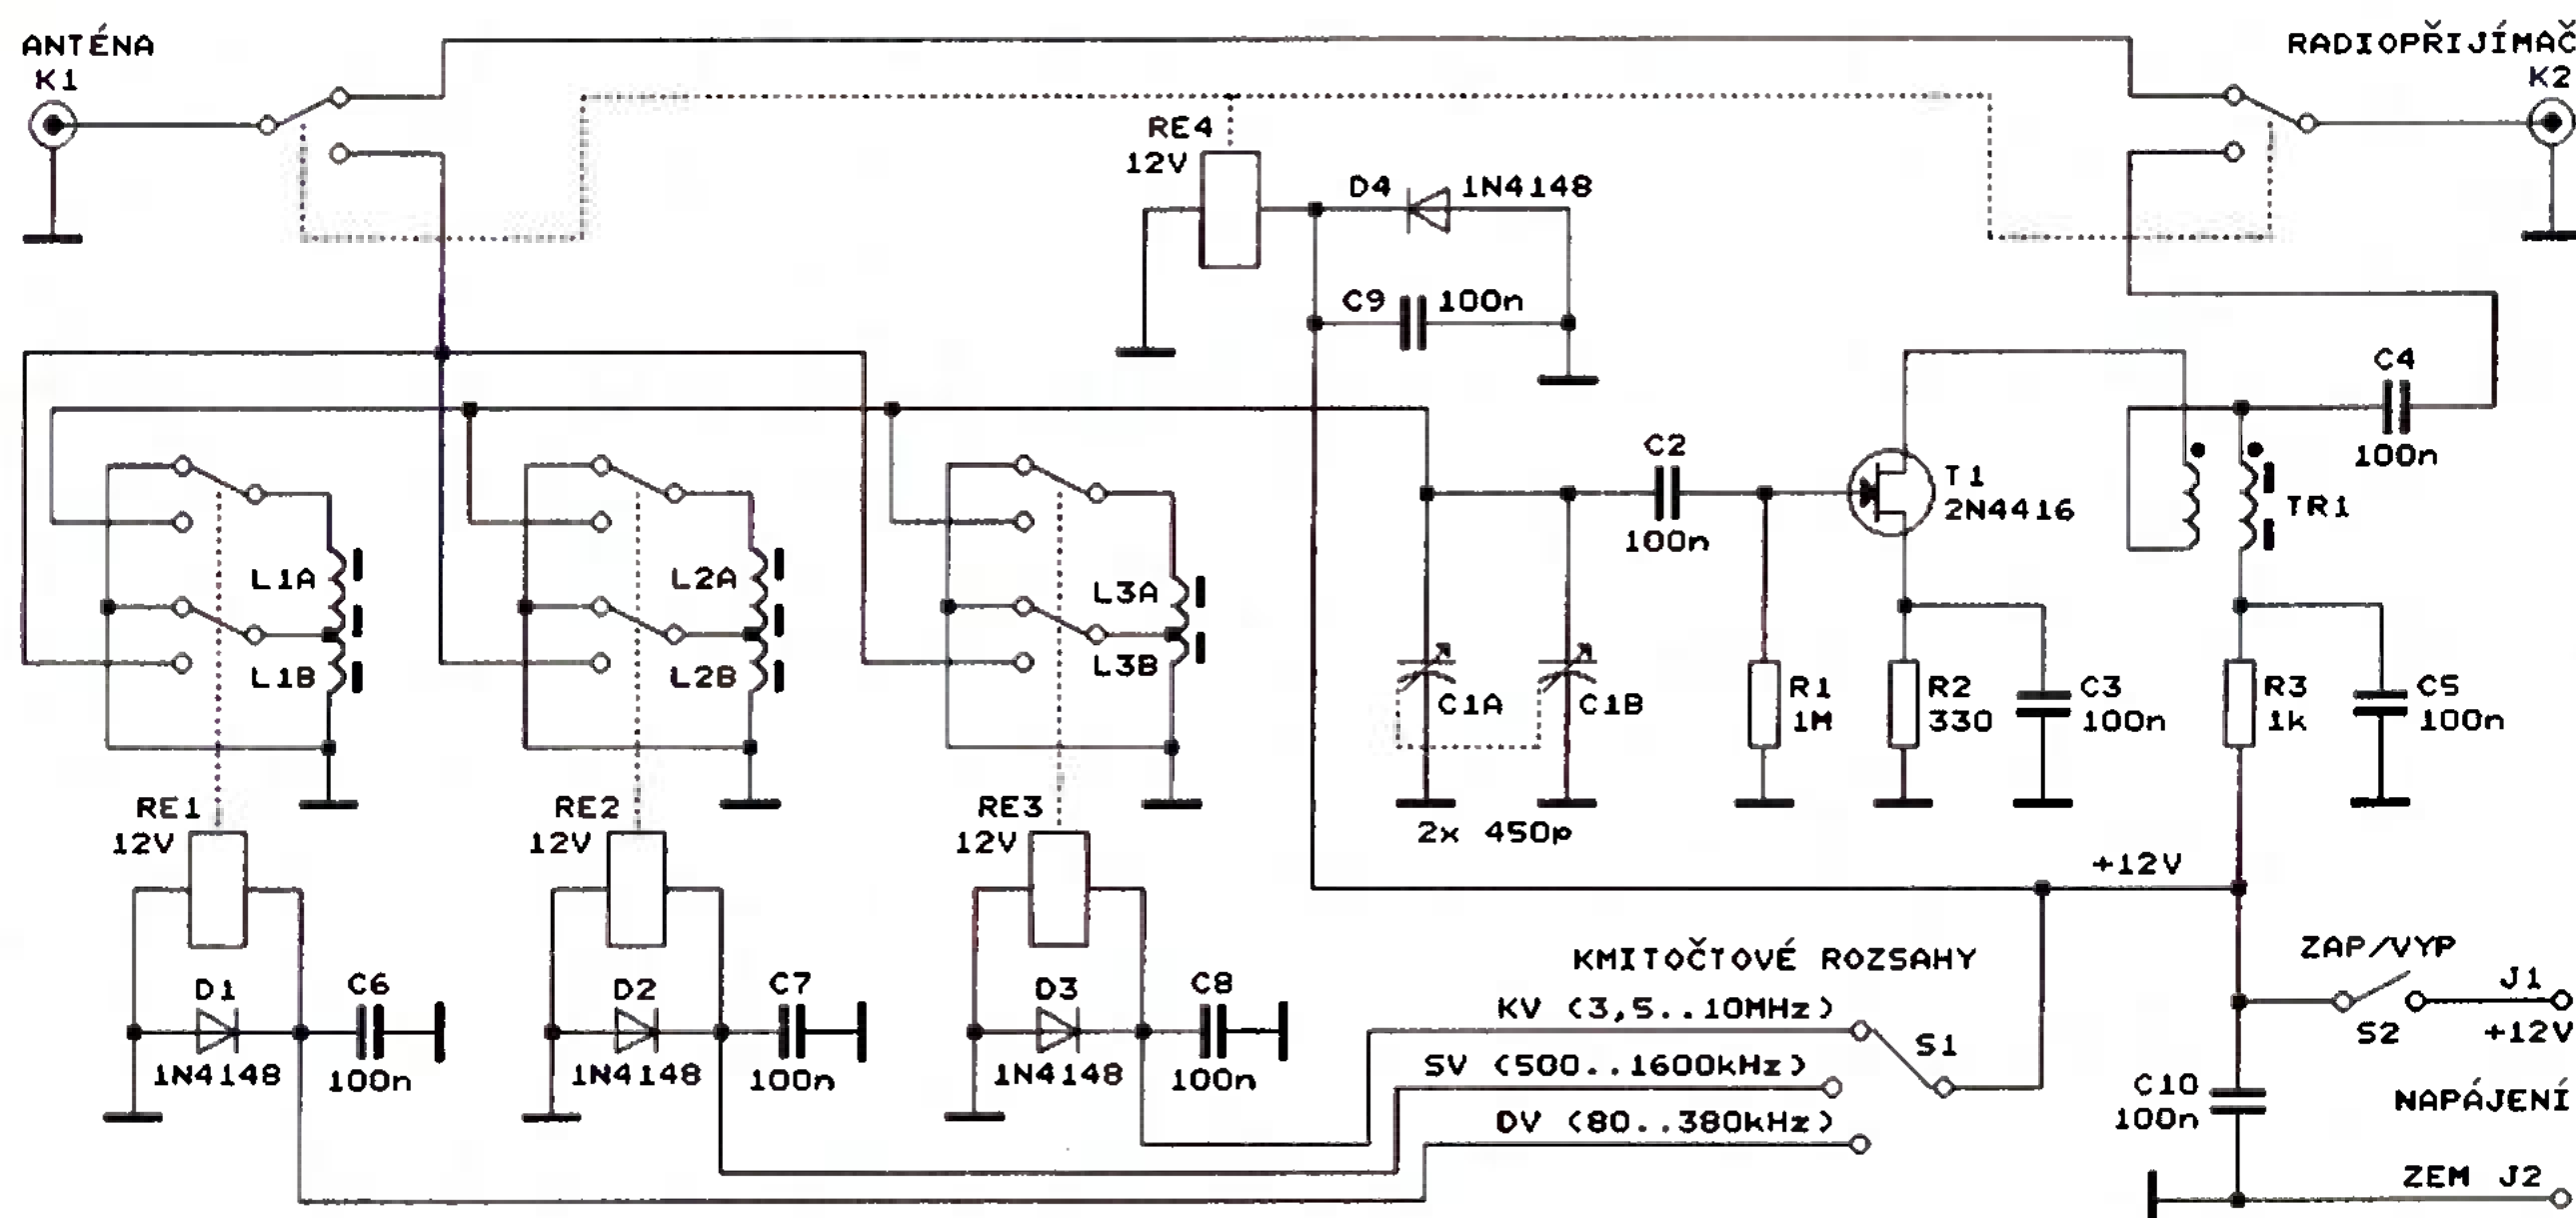 ANTÉNA
K1
RADIOPŘIJÍMAČ
K2
RE4
12V
D4
1N4148
C9
100n
C4
100n
C2
100n
T1
2N4416
TR1
L1A
L1B
L2A
L2B
L3A
L3B
C1A
C1B
2x 450p
R1
1M
R2
330
C3
100n
R3
1k
C5
100n
RE1
12V
RE2
12V
RE3
12V
+12V
D1
1N4148
C6
100n
D2
1N4148
C7
100n
D3
1N4148
C8
100n
KMITOČTOVÉ ROZSAHY
KV (3,5..10MHz)
SV (500..1600kHz)
DV (80..380kHz)
S1
ZAP/VYP
S2
J1
+12V
C10
100n
NAPÁJENÍ
ZEM J2